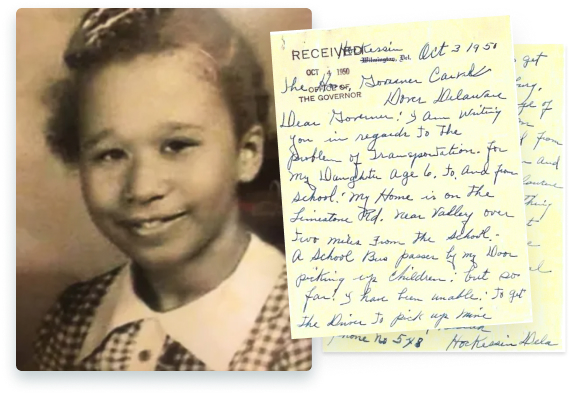 Hockessin
Wilmington, Del. Oct 3 1950
RECEIVED
OCT 1950
OFFICE OF
THE GOVERNOR
The Governor Carvel
Dover Delaware
Dear Governor: I Am Writing
you in regards to The
problem of Transportation. for
My Daughter Age 6, To, And from
School. My Home is on The
Limestone Rd. near Valley over
Two miles from The School.
A School Bus passes by my Door
picking up children; but so
far I have been unable: To get
The Driver To pick up mine
get
of
from
and
Phone No 5X8 Hockessin Dela